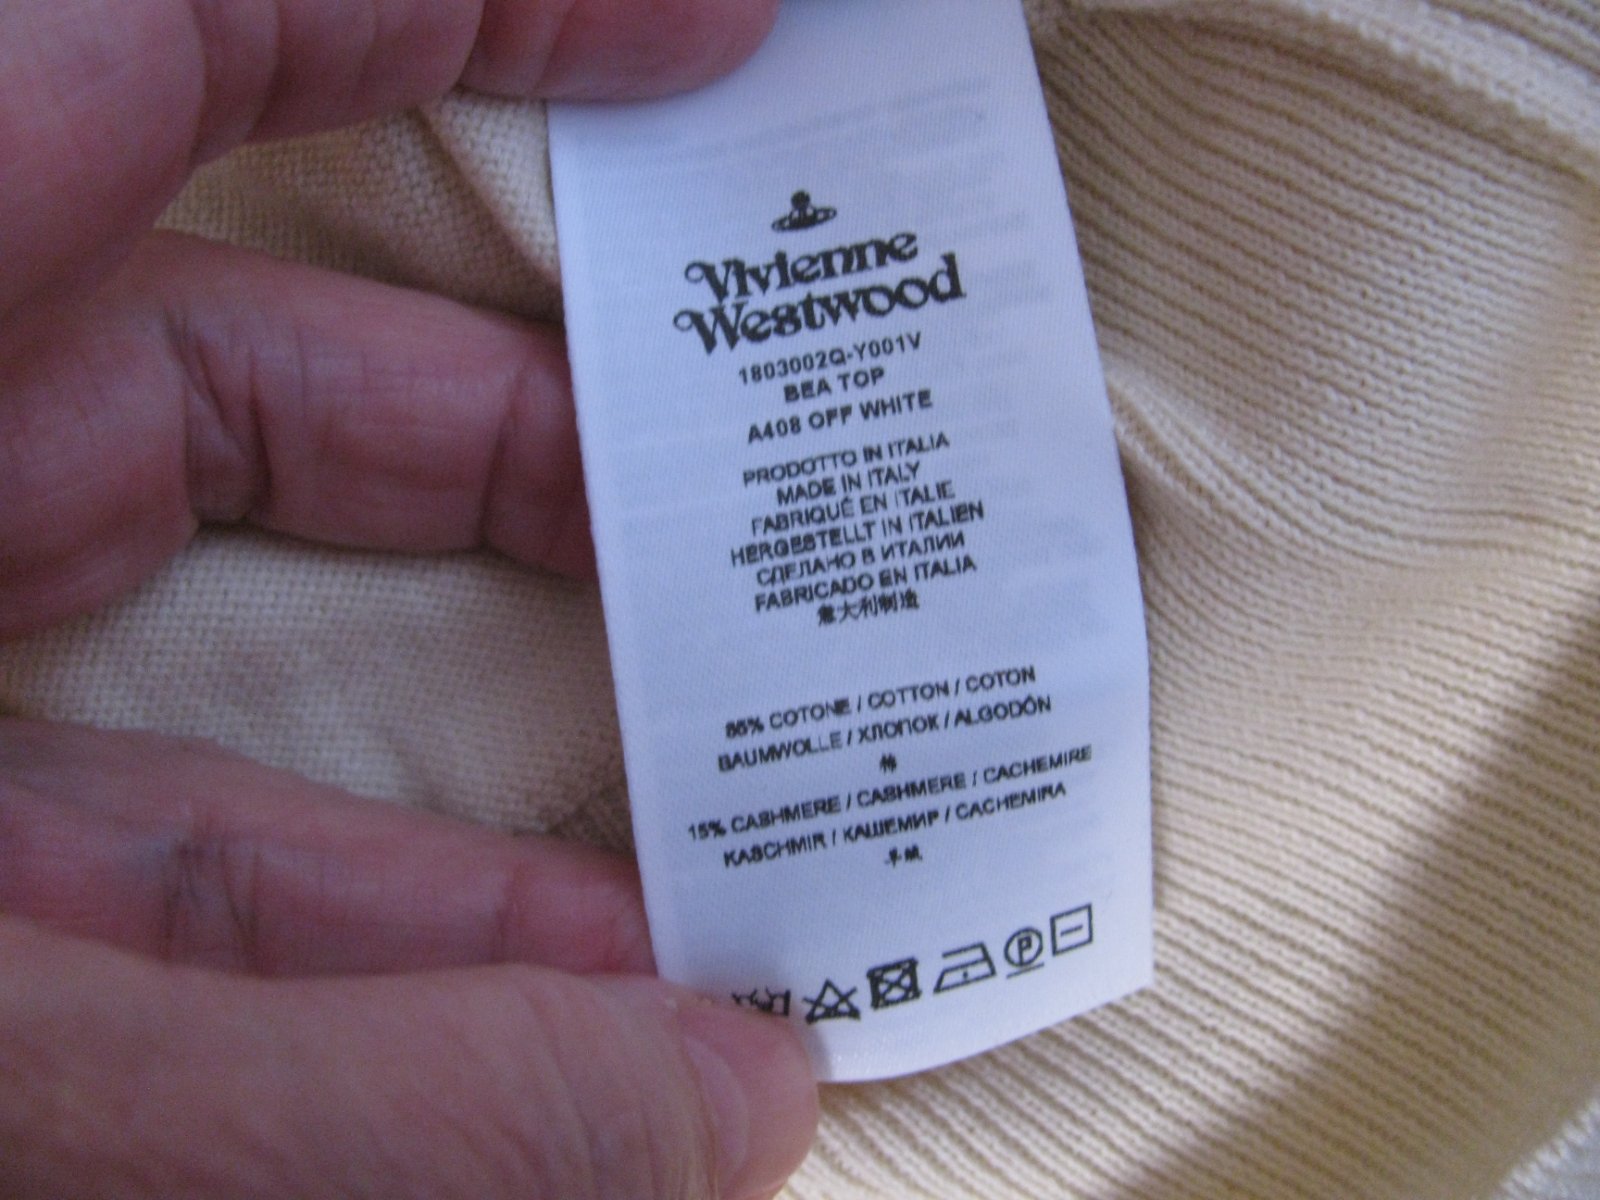 Vivienne
Westwood
1803002Q-Y001V
BEA TOP
A408 OFF WHITE
PRODOTTO IN ITALIA
MADE IN ITALY
FABRIQUÉ EN ITALIE
HERGESTELLT IN ITALIEN
СДЕЛАНО В ИТАЛИИ
FABRICADO EN ITALIA
意大利制造
85% COTONE / COTTON / COTON
BAUMWOLLE / ХЛОПОК / ALGODÓN
棉
15% CASHMERE / CASHMERE / CACHEMIRE
KASCHMIR / КАШЕМИР / CACHEMIRA
羊绒
P